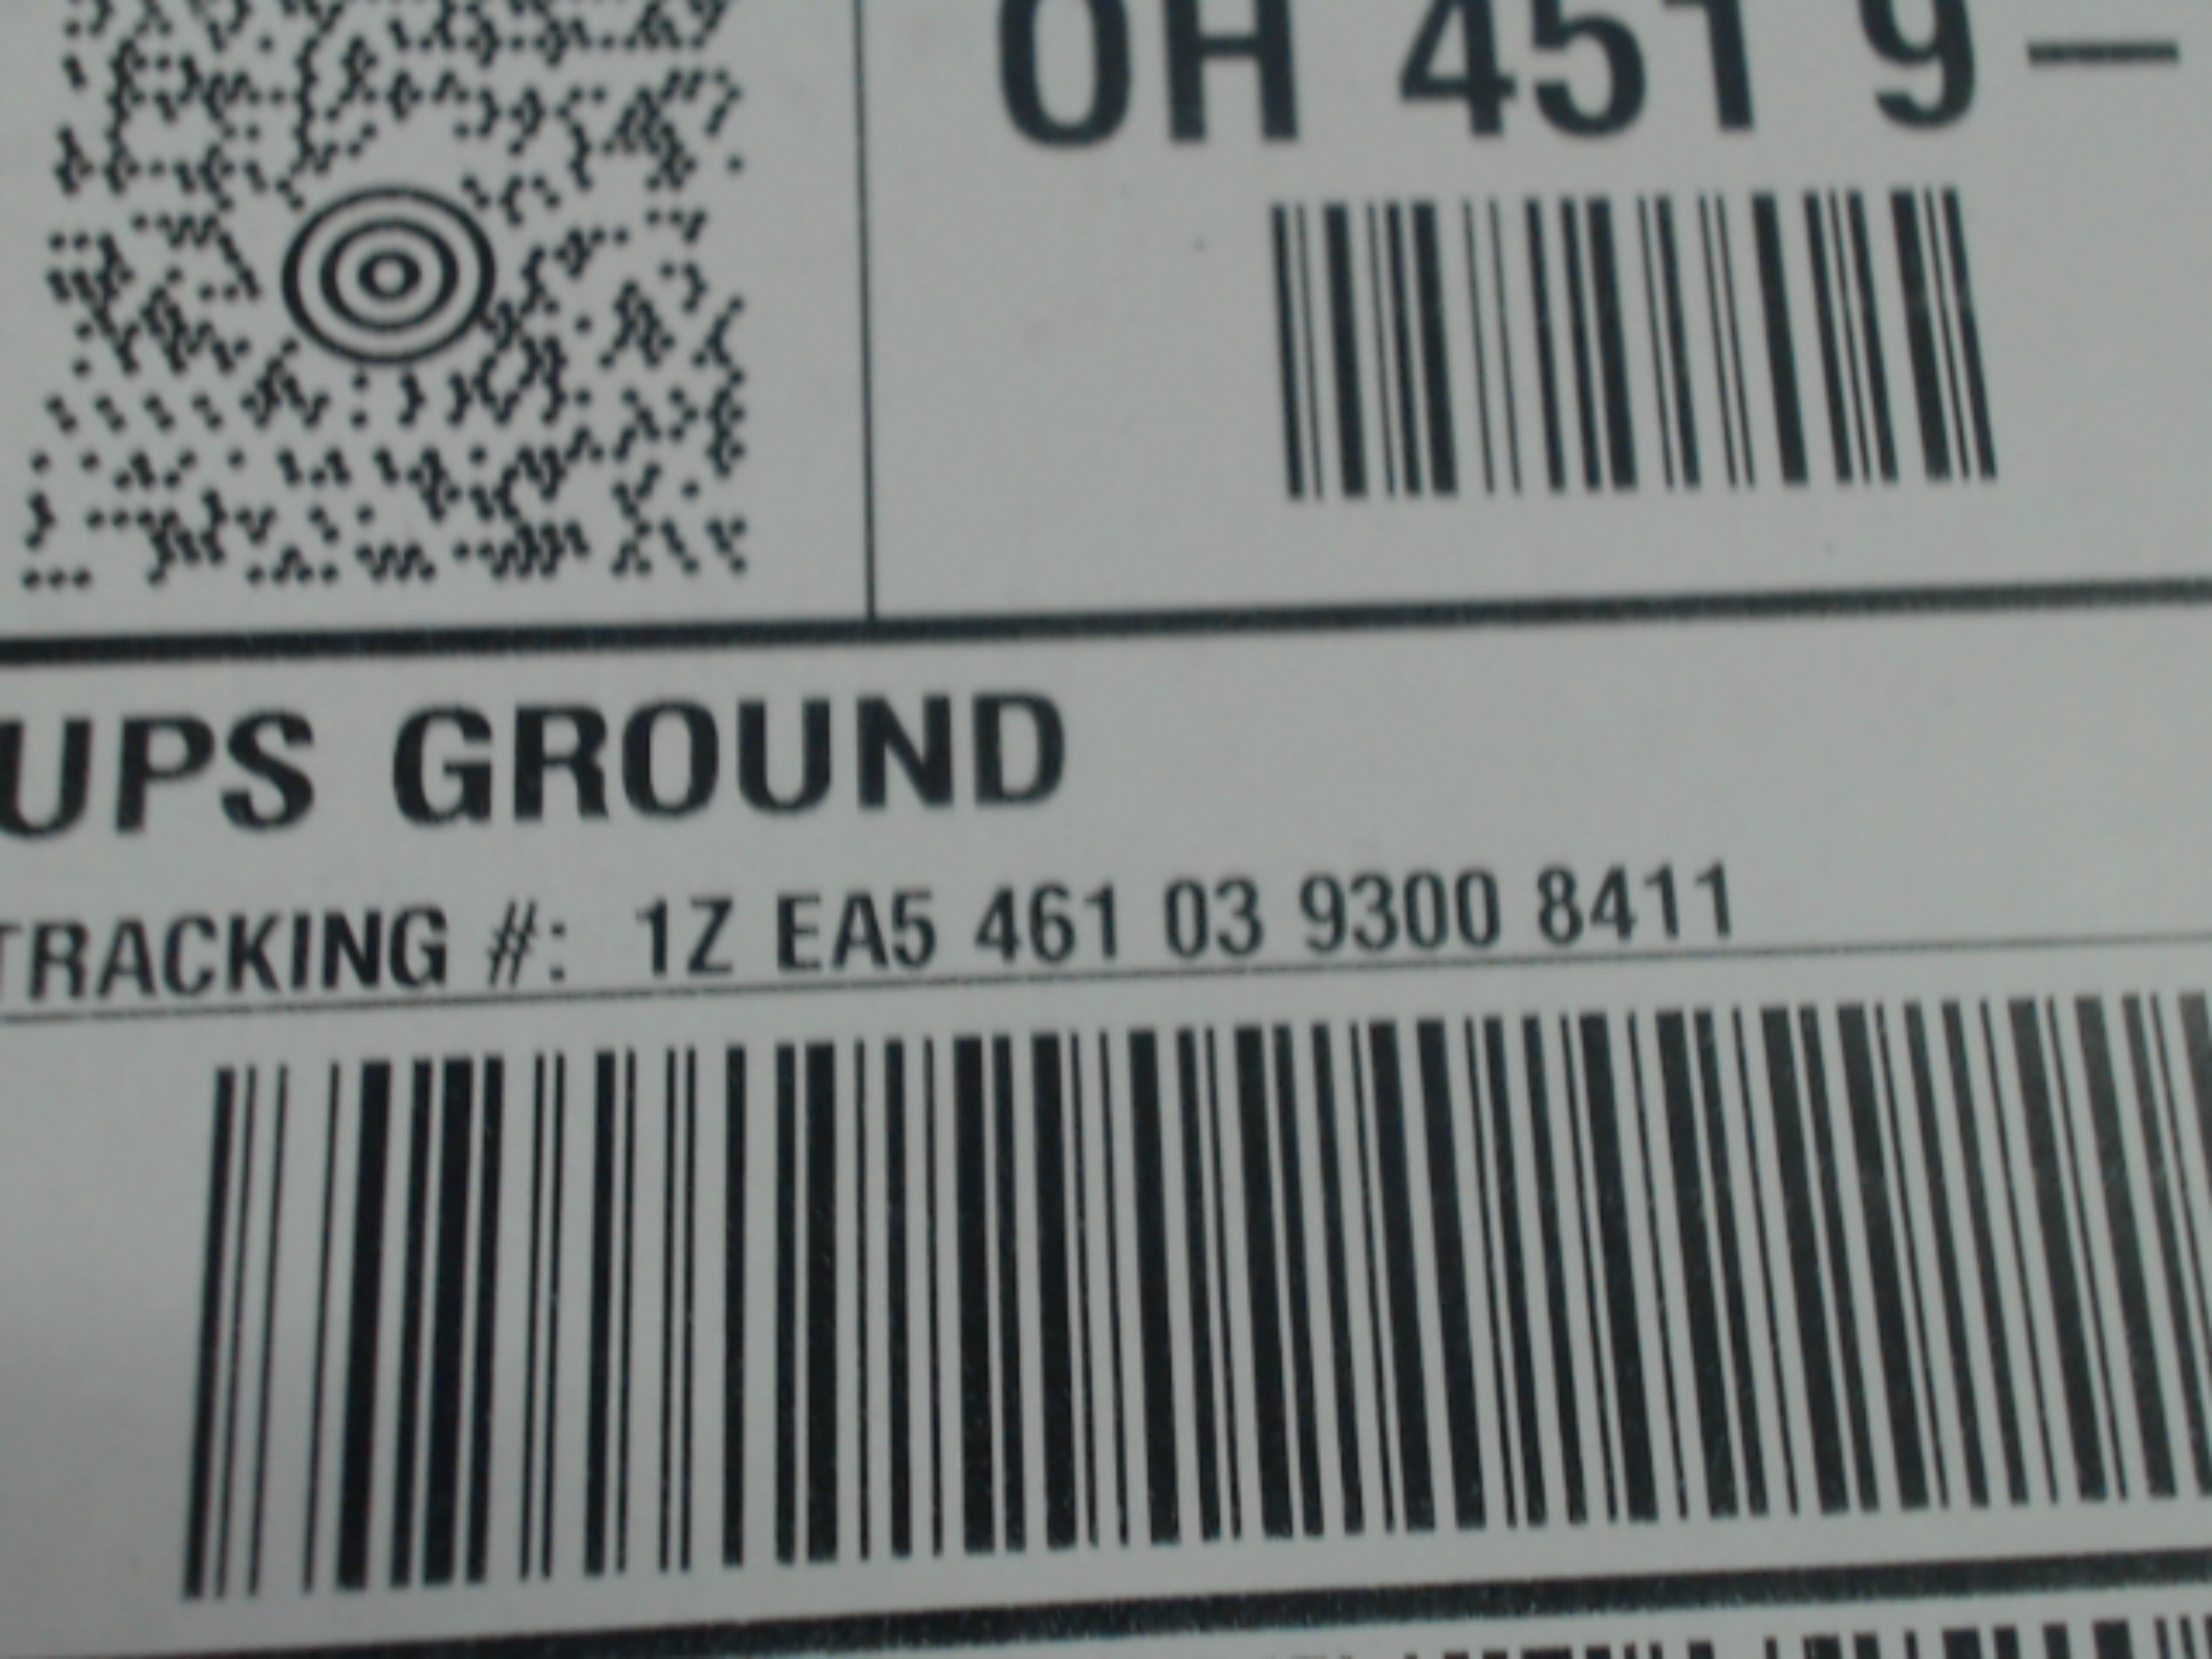 OH 451 9–
UPS GROUND
TRACKING #: 1Z EA5 461 03 9300 8411